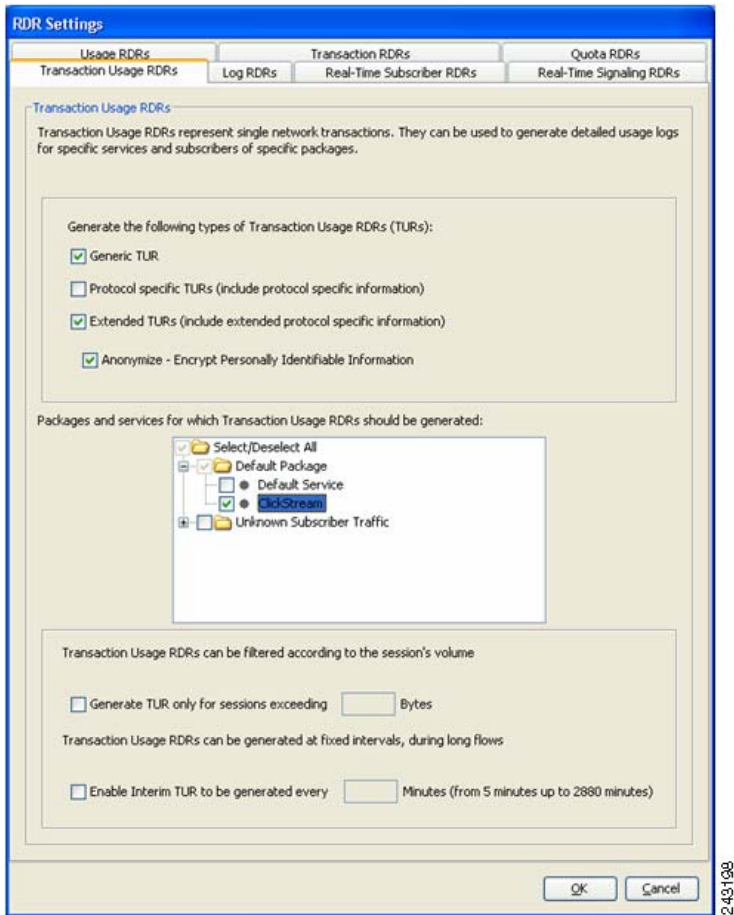 RDR Settings
Usage RDRs
Transaction RDRs
Quota RDRs
Transaction Usage RDRs
Log RDRs
Real-Time Subscriber RDRs
Real-Time Signaling RDRs
Transaction Usage RDRs
Transaction Usage RDRs represent single network transactions. They can be used to generate detailed usage logs
for specific services and subscribers of specific packages.
Generate the following types of Transaction Usage RDRs (TURs):
Generic TUR
Protocol specific TURs (include protocol specific information)
Extended TURs (include extended protocol specific information)
Anonymize - Encrypt Personally Identifiable Information
Packages and services for which Transaction Usage RDRs should be generated:
Select/Deselect All
Default Package
Default Service
ClickStream
Unknown Subscriber Traffic
Transaction Usage RDRs can be filtered according to the session's volume
Generate TUR only for sessions exceeding Bytes
Transaction Usage RDRs can be generated at fixed intervals, during long flows
Enable Interim TUR to be generated every Minutes (from 5 minutes up to 2880 minutes)
OK
Cancel
243198